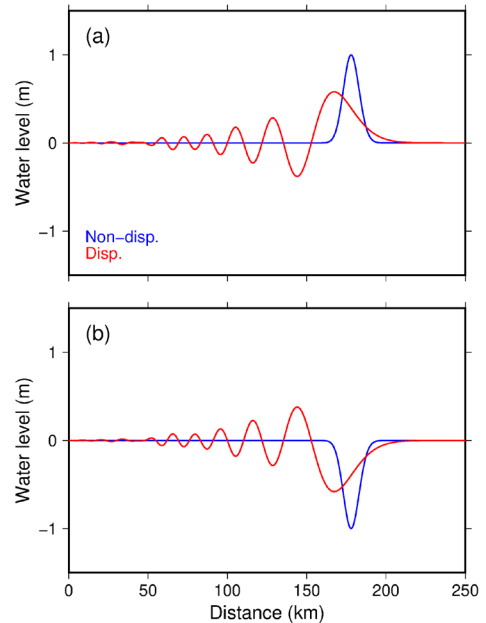 (a)
1
0
−1
Water level (m)
Non−disp.
Disp.
(b)
1
0
−1
Water level (m)
0 50 100 150 200 250
Distance (km)